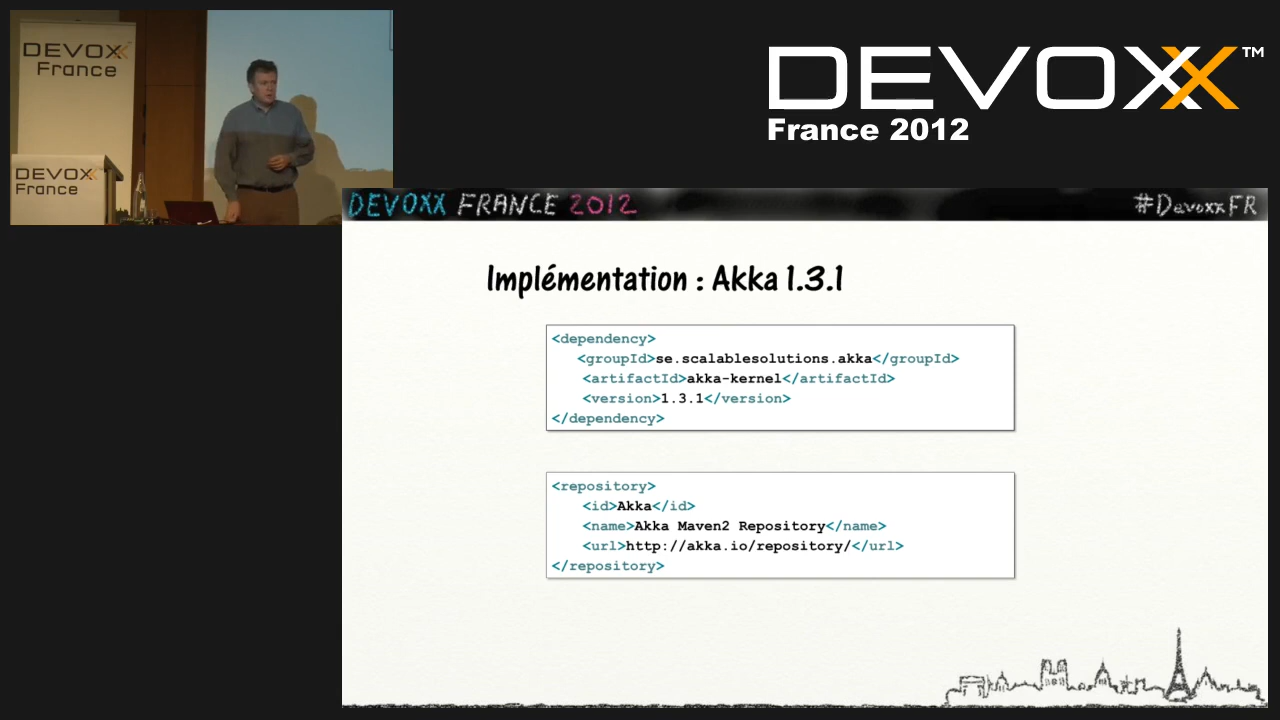 DEVOXX
France
DEVOXX
France
DEVOXX™
France 2012
DEVOXX FRANCE 2012
#DevoxxFR
Implémentation : Akka 1.3.1
<dependency>
<groupId>se.scalablesolutions.akka</groupId>
<artifactId>akka-kernel</artifactId>
<version>1.3.1</version>
</dependency>
<repository>
<id>Akka</id>
<name>Akka Maven2 Repository</name>
<url>http://akka.io/repository/</url>
</repository>